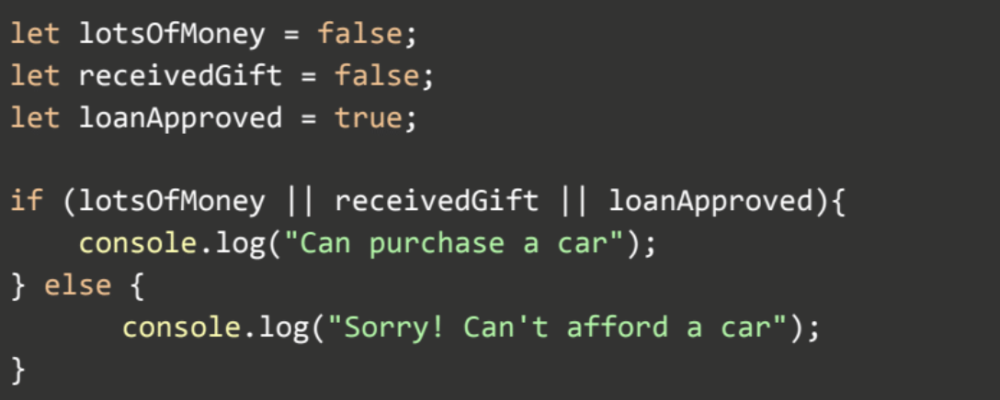 let lotsOfMoney = false;
let receivedGift = false;
let loanApproved = true;

if (lotsOfMoney || receivedGift || loanApproved){
    console.log("Can purchase a car");
} else {
      console.log("Sorry! Can't afford a car");
}